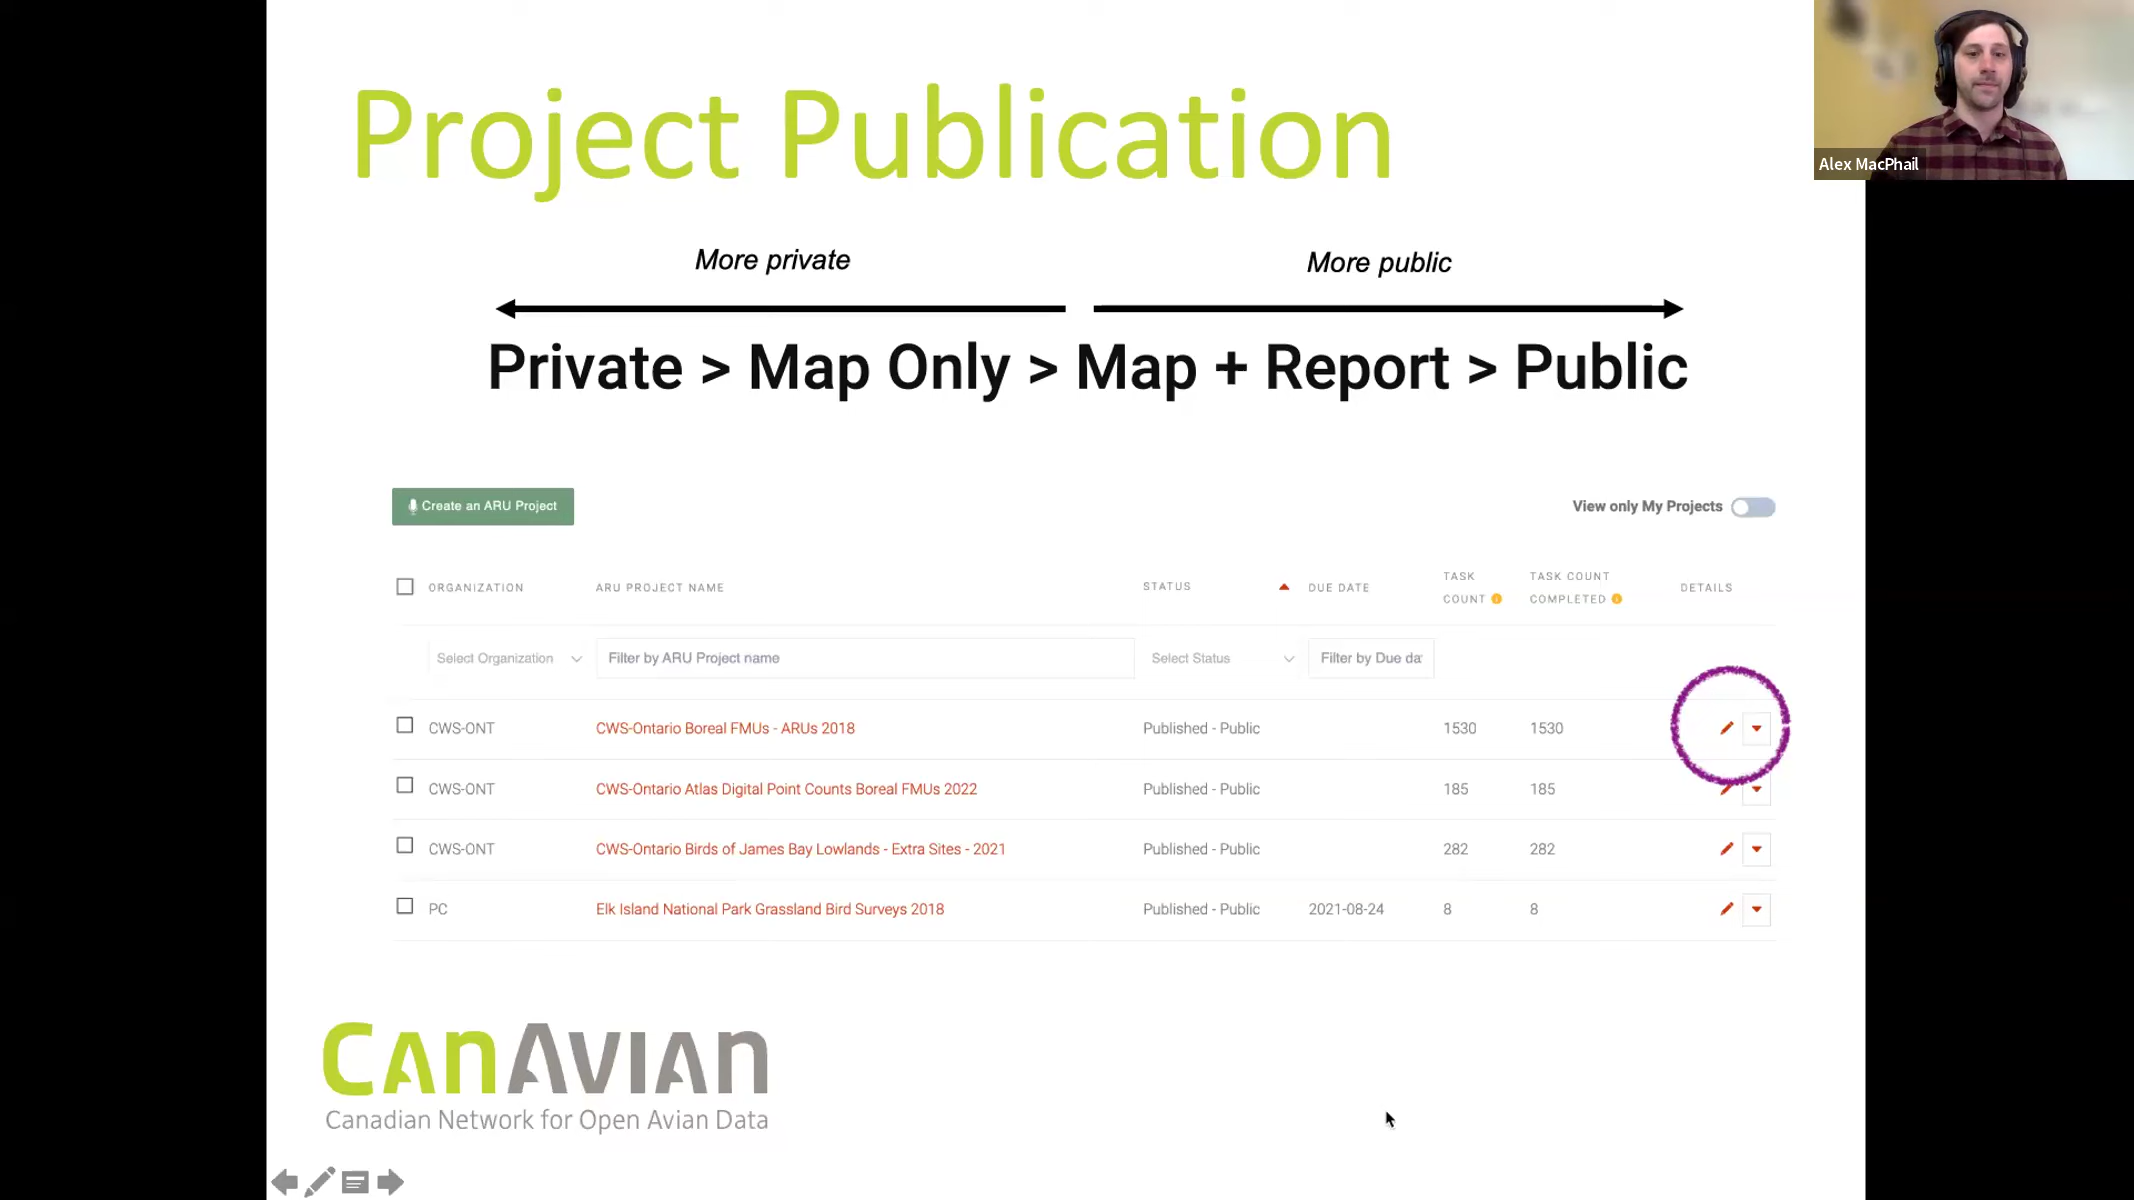 Project Publication
Alex MacPhail
More private
More public
Private > Map Only > Map + Report > Public
Create an ARU Project
View only My Projects
ORGANIZATION ARU PROJECT NAME STATUS DUE DATE TASK COUNT TASK COUNT COMPLETED DETAILS
Select Organization Filter by ARU Project name Select Status Filter by Due da
CWS-ONT CWS-Ontario Boreal FMUs - ARUs 2018 Published - Public 1530 1530
CWS-ONT CWS-Ontario Atlas Digital Point Counts Boreal FMUs 2022 Published - Public 185 185
CWS-ONT CWS-Ontario Birds of James Bay Lowlands - Extra Sites - 2021 Published - Public 282 282
PC Elk Island National Park Grassland Bird Surveys 2018 Published - Public 2021-08-24 8 8
CanAvian
Canadian Network for Open Avian Data